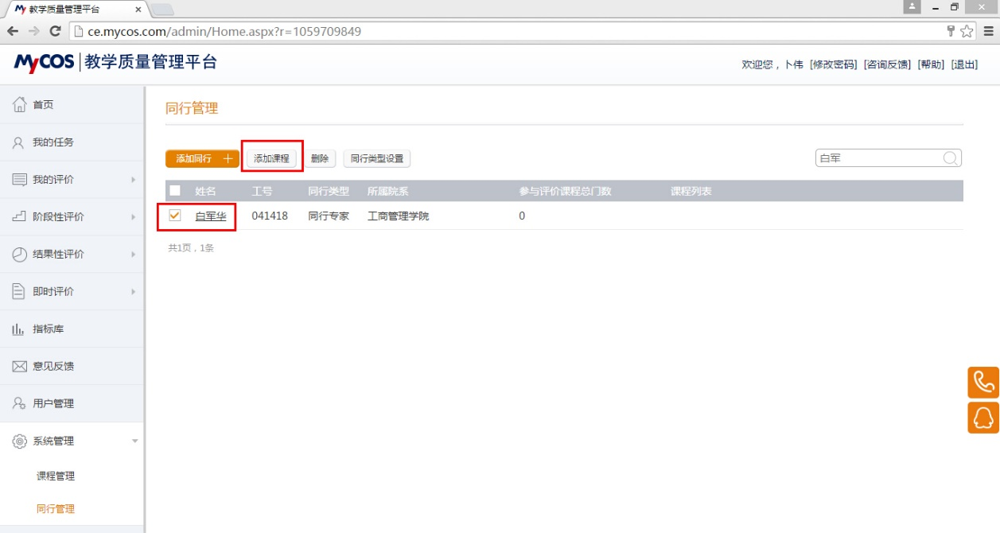 My 教学质量管理平台
ce.mycos.com/admin/Home.aspx?r=1059709849
MyCOS 教学质量管理平台
欢迎您，卜伟 [修改密码] [咨询反馈] [帮助] [退出]
首页
我的任务
我的评价
阶段性评价
结果性评价
即时评价
指标库
意见反馈
用户管理
系统管理
课程管理
同行管理
同行管理
添加同行 添加课程 删除 同行类型设置 白军
姓名 工号 同行类型 所属院系 参与评价课程总门数 课程列表
白军华 041418 同行专家 工商管理学院 0
共1页，1条